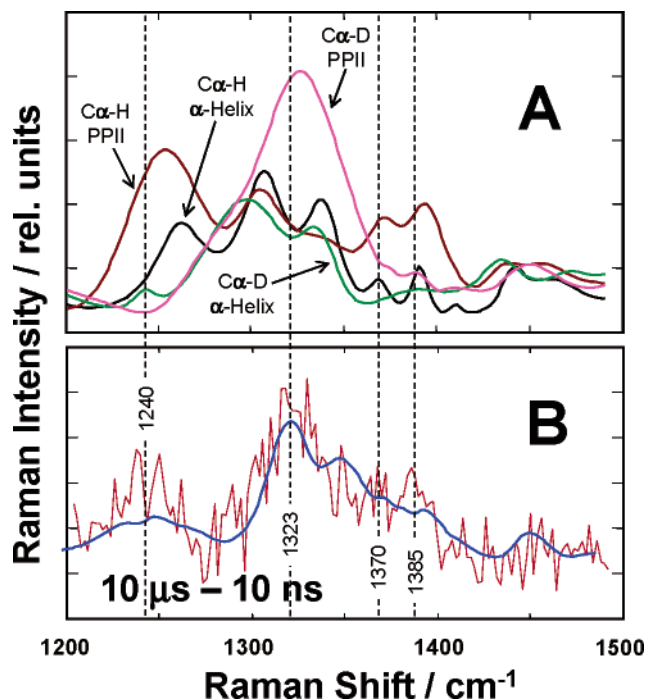 Cα-D
PPII
Cα-H
PPII
Cα-H
α-Helix
A
Cα-D
α-Helix
Raman Intensity / rel. units
1240
B
1323
1370
1385
10 μs – 10 ns
1200
1300
1400
1500
Raman Shift / cm⁻¹